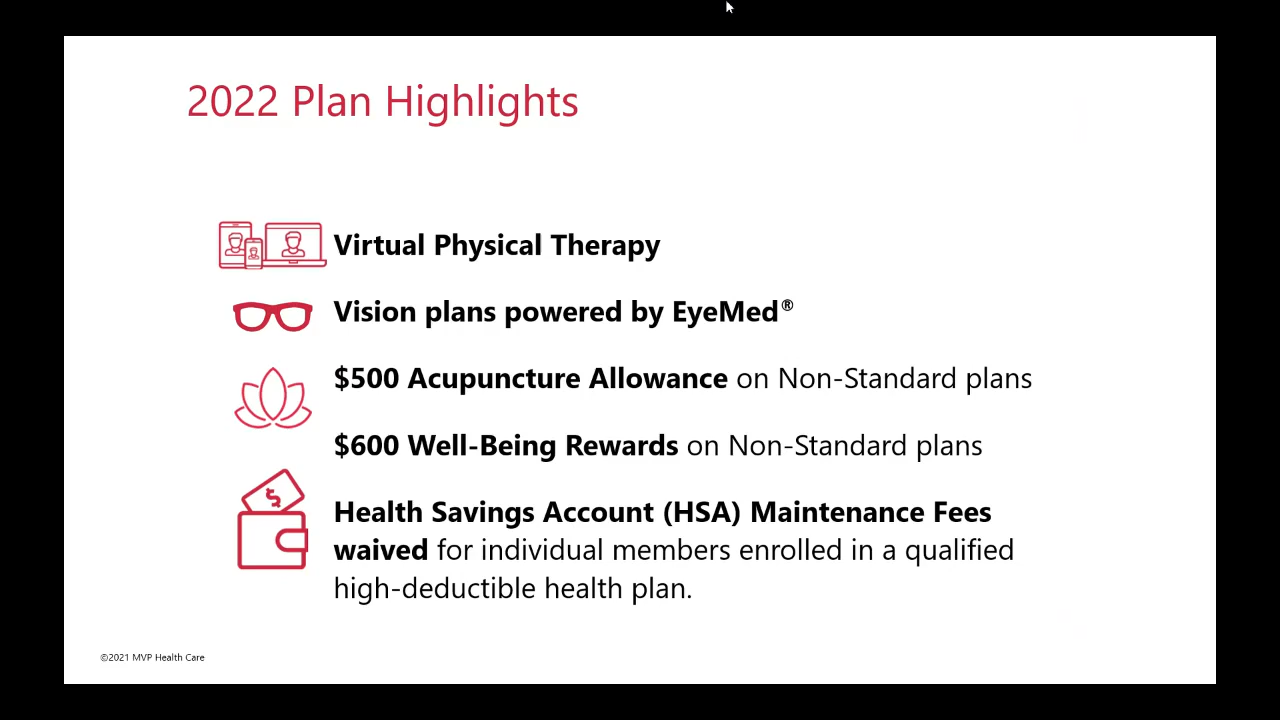 2022 Plan Highlights
Virtual Physical Therapy
Vision plans powered by EyeMed®
$500 Acupuncture Allowance on Non-Standard plans
$600 Well-Being Rewards on Non-Standard plans
$
Health Savings Account (HSA) Maintenance Fees
waived for individual members enrolled in a qualified
high-deductible health plan.
©2021 MVP Health Care